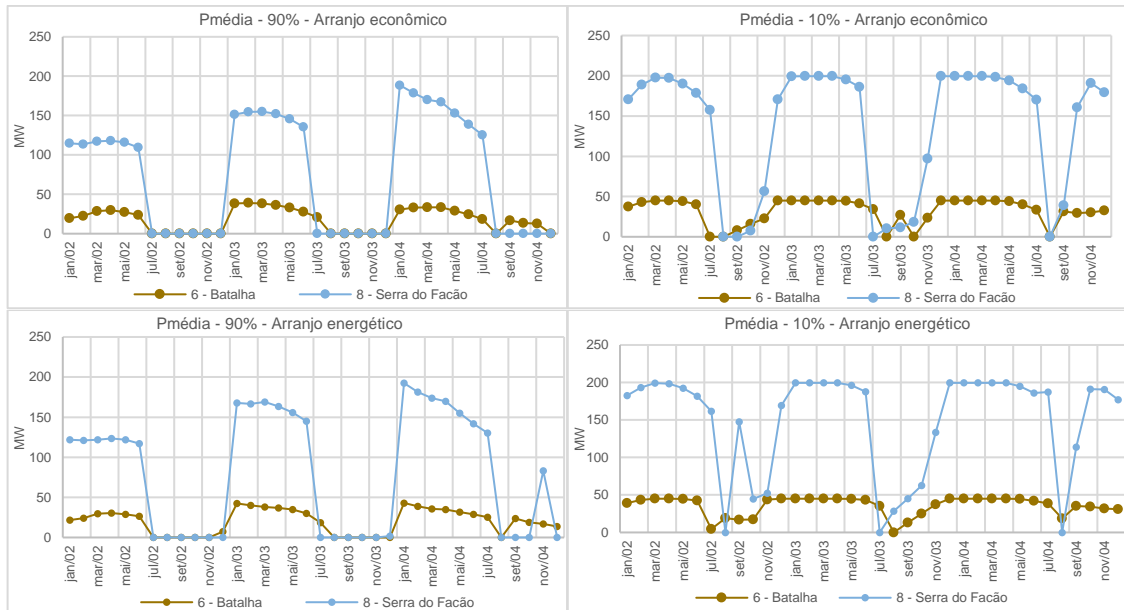 Pmédia - 90% - Arranjo econômico
250
200
150
100
50
0
MW
jan/02 mar/02 mai/02 jul/02 set/02 nov/02 jan/03 mar/03 mai/03 jul/03 set/03 nov/03 jan/04 mar/04 mai/04 jul/04 set/04 nov/04
6 - Batalha 8 - Serra do Facão
Pmédia - 10% - Arranjo econômico
250
200
150
100
50
0
MW
jan/02 mar/02 mai/02 jul/02 set/02 nov/02 jan/03 mar/03 mai/03 jul/03 set/03 nov/03 jan/04 mar/04 mai/04 jul/04 set/04 nov/04
6 - Batalha 8 - Serra do Facão
Pmédia - 90% - Arranjo energético
250
200
150
100
50
0
MW
jan/02 mar/02 mai/02 jul/02 set/02 nov/02 jan/03 mar/03 mai/03 jul/03 set/03 nov/03 jan/04 mar/04 mai/04 jul/04 set/04 nov/04
6 - Batalha 8 - Serra do Facão
Pmédia - 10% - Arranjo energético
250
200
150
100
50
0
MW
jan/02 mar/02 mai/02 jul/02 set/02 nov/02 jan/03 mar/03 mai/03 jul/03 set/03 nov/03 jan/04 mar/04 mai/04 jul/04 set/04 nov/04
6 - Batalha 8 - Serra do Facão